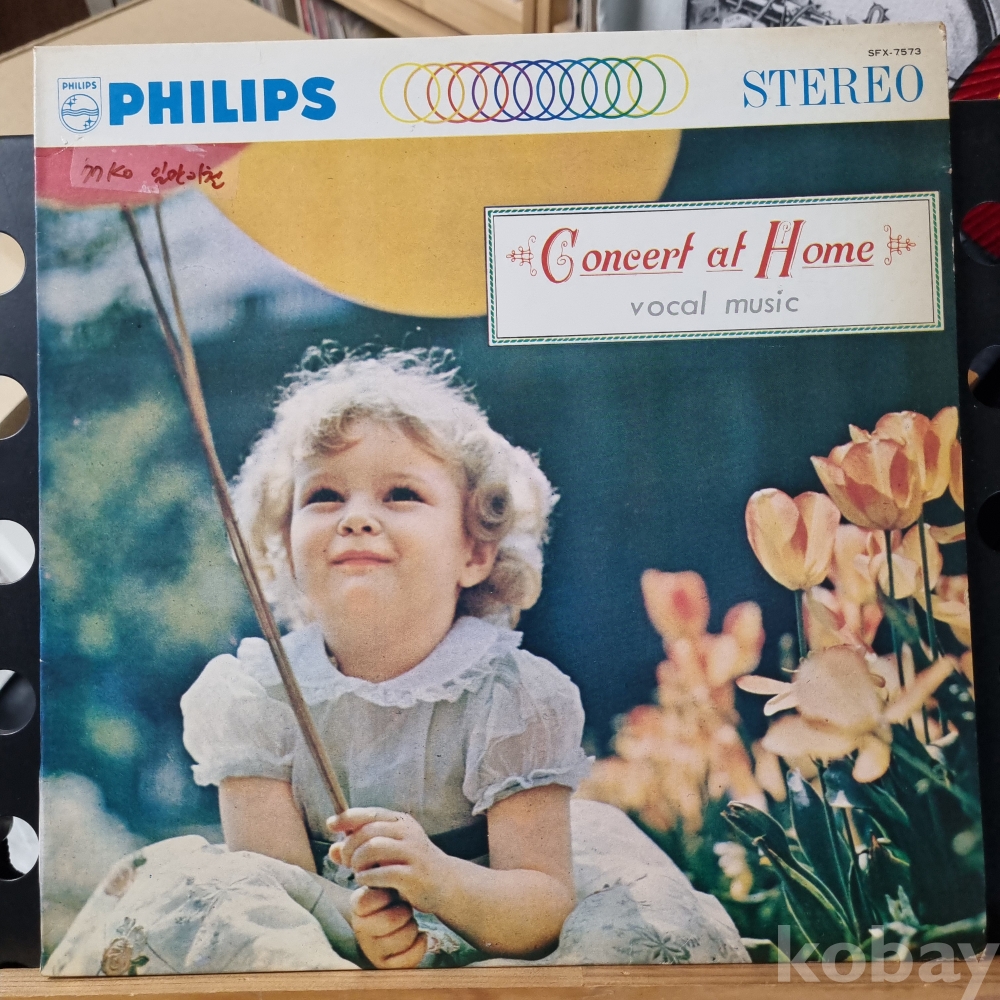 SFX-7573
PHILIPS
PHILIPS
STEREO
Concert at Home
vocal music
kobay